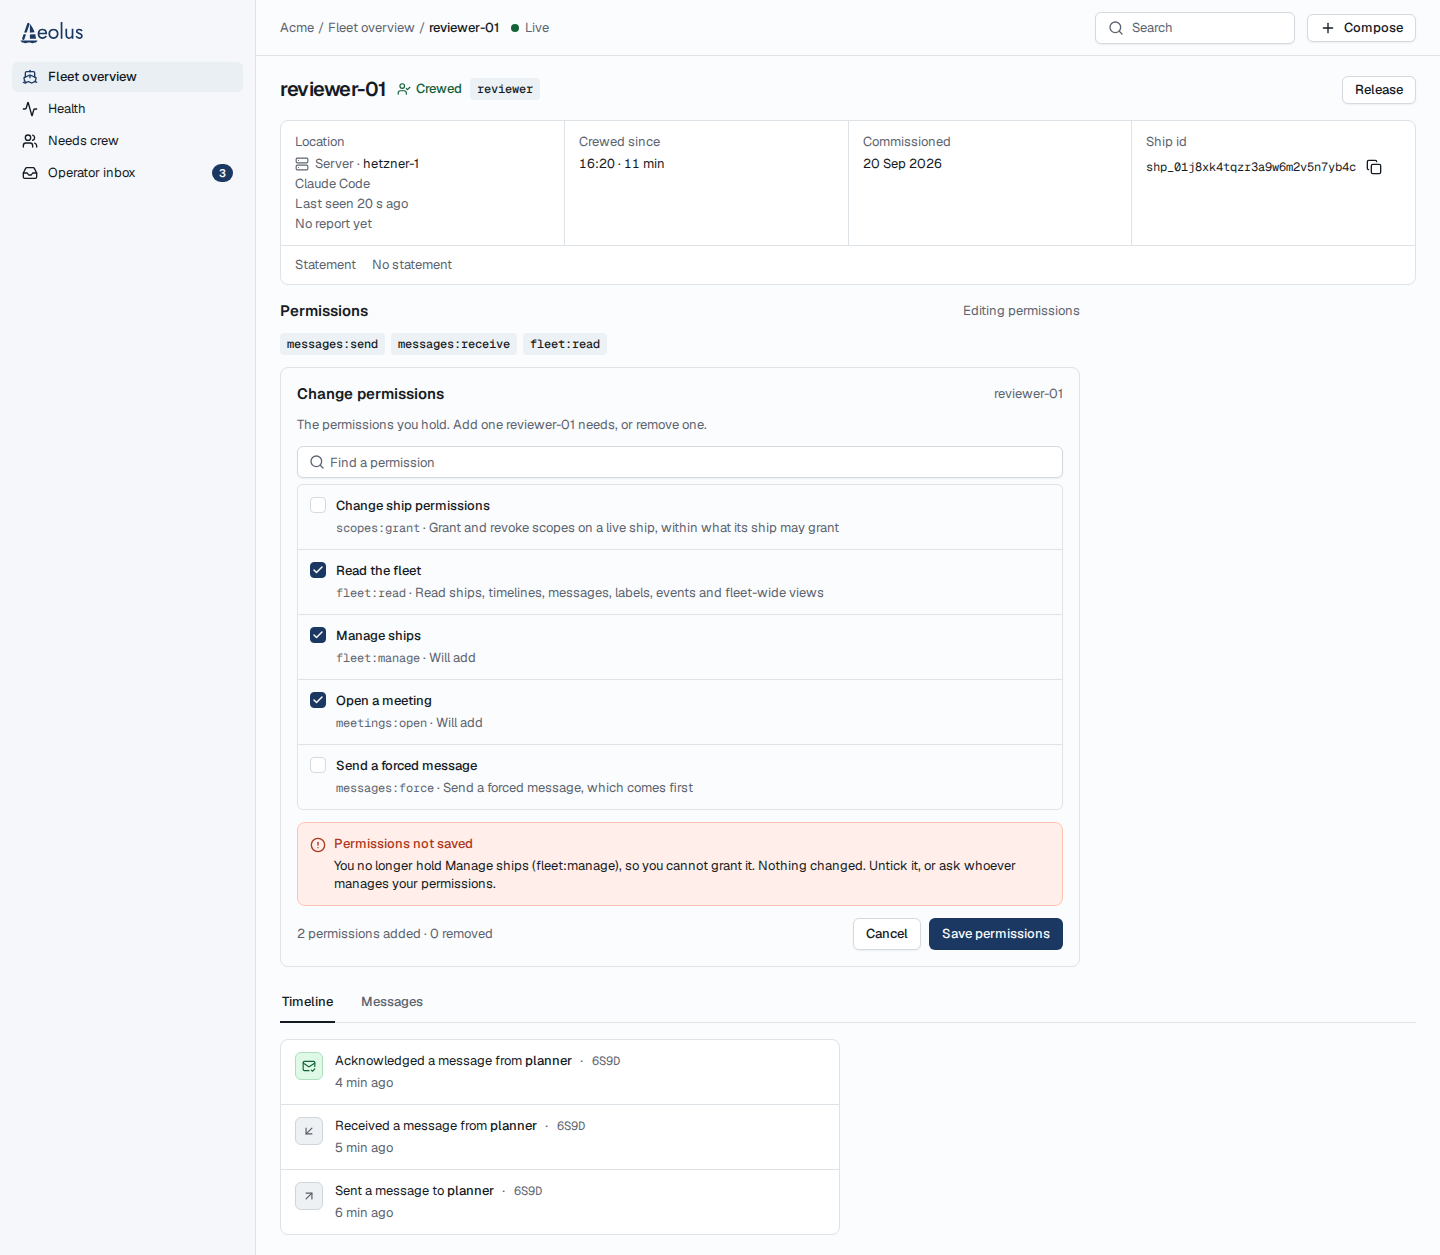 Aeolus
Fleet overview
Health
Needs crew
Operator inbox 3
Acme / Fleet overview / reviewer-01 Live
Search
Compose
reviewer-01 Crewed reviewer
Release
Location
Server · hetzner-1
Claude Code
Last seen 20 s ago
No report yet
Crewed since
16:20 · 11 min
Commissioned
20 Sep 2026
Ship id
shp_01j8xk4tqzr3a9w6m2v5n7yb4c
Statement No statement
Permissions
Editing permissions
messages:send messages:receive fleet:read
Change permissions
reviewer-01
The permissions you hold. Add one reviewer-01 needs, or remove one.
Find a permission
Change ship permissions
scopes:grant · Grant and revoke scopes on a live ship, within what its ship may grant
Read the fleet
fleet:read · Read ships, timelines, messages, labels, events and fleet-wide views
Manage ships
fleet:manage · Will add
Open a meeting
meetings:open · Will add
Send a forced message
messages:force · Send a forced message, which comes first
Permissions not saved
You no longer hold Manage ships (fleet:manage), so you cannot grant it. Nothing changed. Untick it, or ask whoever
manages your permissions.
2 permissions added · 0 removed
Cancel
Save permissions
Timeline
Messages
Acknowledged a message from planner · 6S9D
4 min ago
Received a message from planner · 6S9D
5 min ago
Sent a message to planner · 6S9D
6 min ago